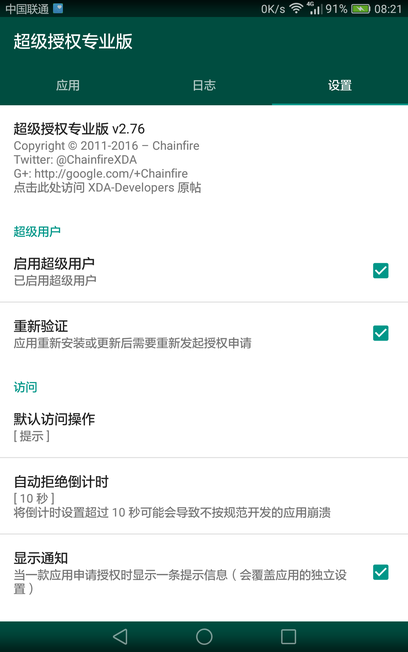 中国联通 0K/s 4G 91% 08:21
超级授权专业版
应用 日志 设置
超级授权专业版 v2.76
Copyright © 2011-2016 – Chainfire
Twitter: @ChainfireXDA
G+: http://google.com/+Chainfire
点击此处访问 XDA-Developers 原帖
超级用户
启用超级用户
已启用超级用户
重新验证
应用重新安装或更新后需要重新发起授权申请
访问
默认访问操作
[ 提示 ]
自动拒绝倒计时
[ 10 秒 ]
将倒计时设置超过 10 秒可能会导致不按规范开发的应用崩溃
显示通知
当一款应用申请授权时显示一条提示信息（会覆盖应用的独立设
置）